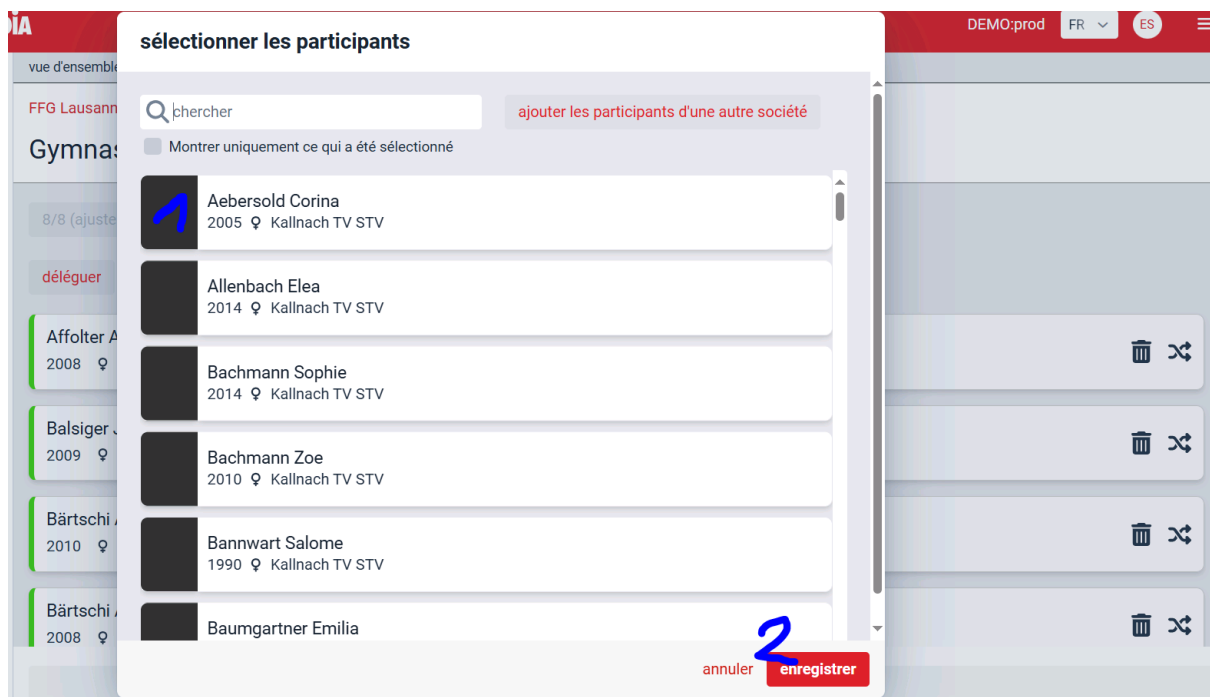 DEMO:prod FR ES
sélectionner les participants
vue d'ensemble
FFG Lausann
chercher
ajouter les participants d'une autre société
Montrer uniquement ce qui a été sélectionné
Gymnas
1
Aebersold Corina
2005 ♀ Kallnach TV STV
8/8 (ajuste
déléguer
Allenbach Elea
2014 ♀ Kallnach TV STV
Affolter A
2008 ♀
Bachmann Sophie
2014 ♀ Kallnach TV STV
Balsiger J
2009 ♀
Bachmann Zoe
2010 ♀ Kallnach TV STV
Bärtschi
2010 ♀
Bannwart Salome
1990 ♀ Kallnach TV STV
Bärtschi
2008 ♀
Baumgartner Emilia
2
annuler
enregistrer